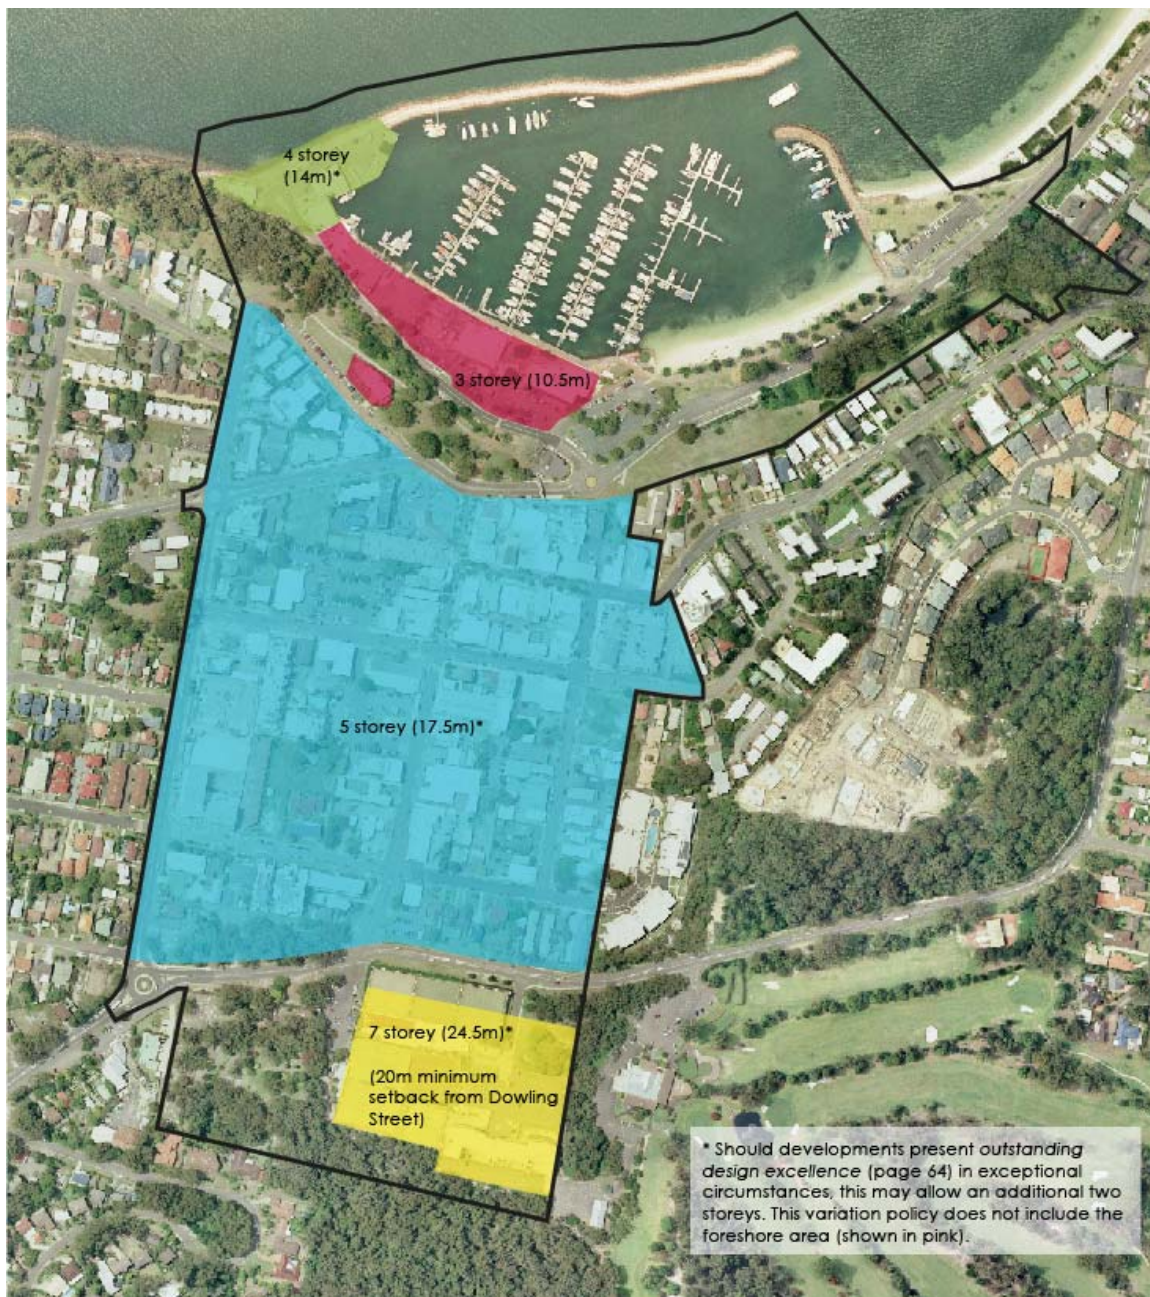 4 storey
(14m)*
3 storey (10.5m)
5 storey (17.5m)*
7 storey (24.5m)*
(20m minimum
setback from Dowling
Street)
* Should developments present outstanding
design excellence (page 64) in exceptional
circumstances, this may allow an additional two
storeys. This variation policy does not include the
foreshore area (shown in pink).